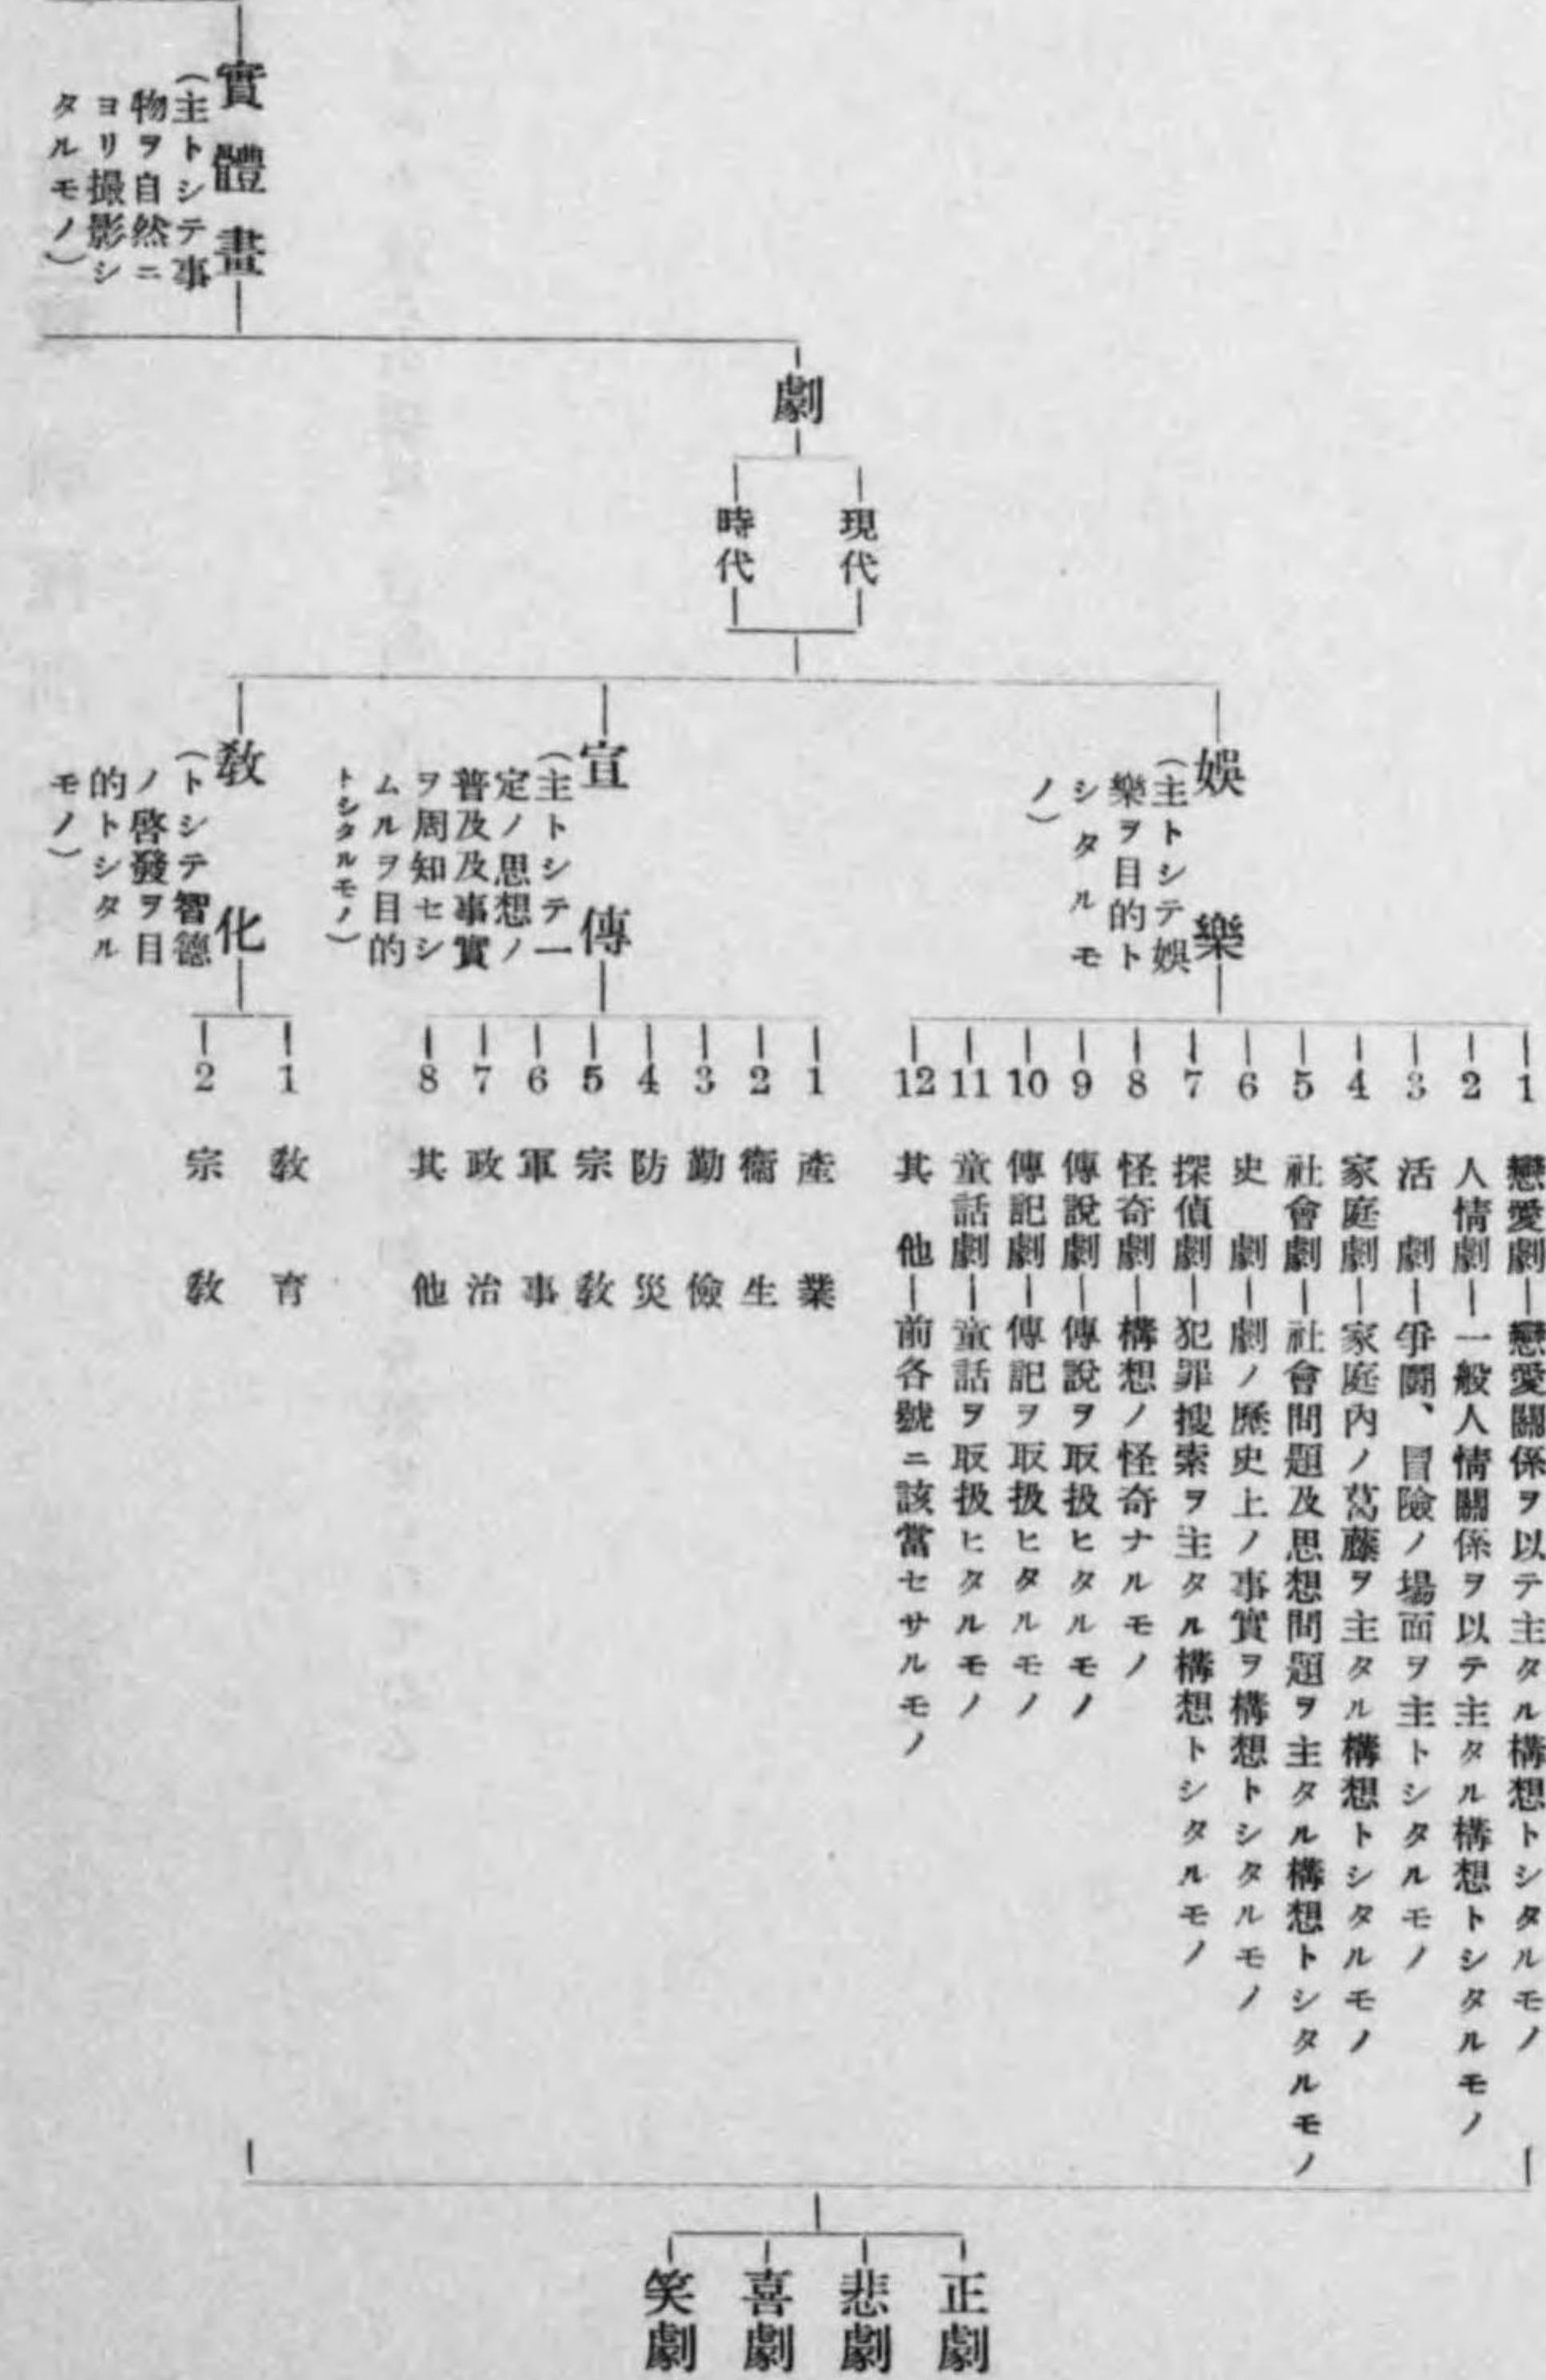 實體畫
(主トシテ事
物ヲ自然ニ
ヨリ撮影シ
タルモノ)
劇
現代
時代
娛樂
(主トシテ娛
樂ヲ目的ト
シタルモ
ノ)
1 戀愛劇―戀愛關係ヲ以テ主タル構想トシタルモノ
2 人情劇―一般人情關係ヲ以テ主タル構想トシタルモノ
3 活劇―爭鬪、冒險ノ場面ヲ主トシタルモノ
4 家庭劇―家庭內ノ葛藤ヲ主タル構想トシタルモノ
5 社會劇―社會問題及思想問題ヲ主タル構想トシタルモノ
6 史劇―劇ノ歷史上ノ事實ヲ構想トシタルモノ
7 探偵劇―犯罪搜索ヲ主タル構想トシタルモノ
8 怪奇劇―構想ノ怪奇ナルモノ
9 傳說劇―傳說ヲ取扱ヒタルモノ
10 傳記劇―傳記ヲ取扱ヒタルモノ
11 童話劇―童話ヲ取扱ヒタルモノ
12 其他―前各號ニ該當セサルモノ
宣傳
(主トシテ一
定ノ思想ノ
普及及事實
ヲ周知セシ
ムルヲ目的
トシタルモノ)
1 產業
2 衞生
3 勤儉
4 防災
5 宗敎
6 軍事
7 政治
8 其他
敎化
(トシテ智德
ノ啓發ヲ目
的トシタル
モノ)
1 敎育
2 宗敎
正劇
悲劇
喜劇
笑劇